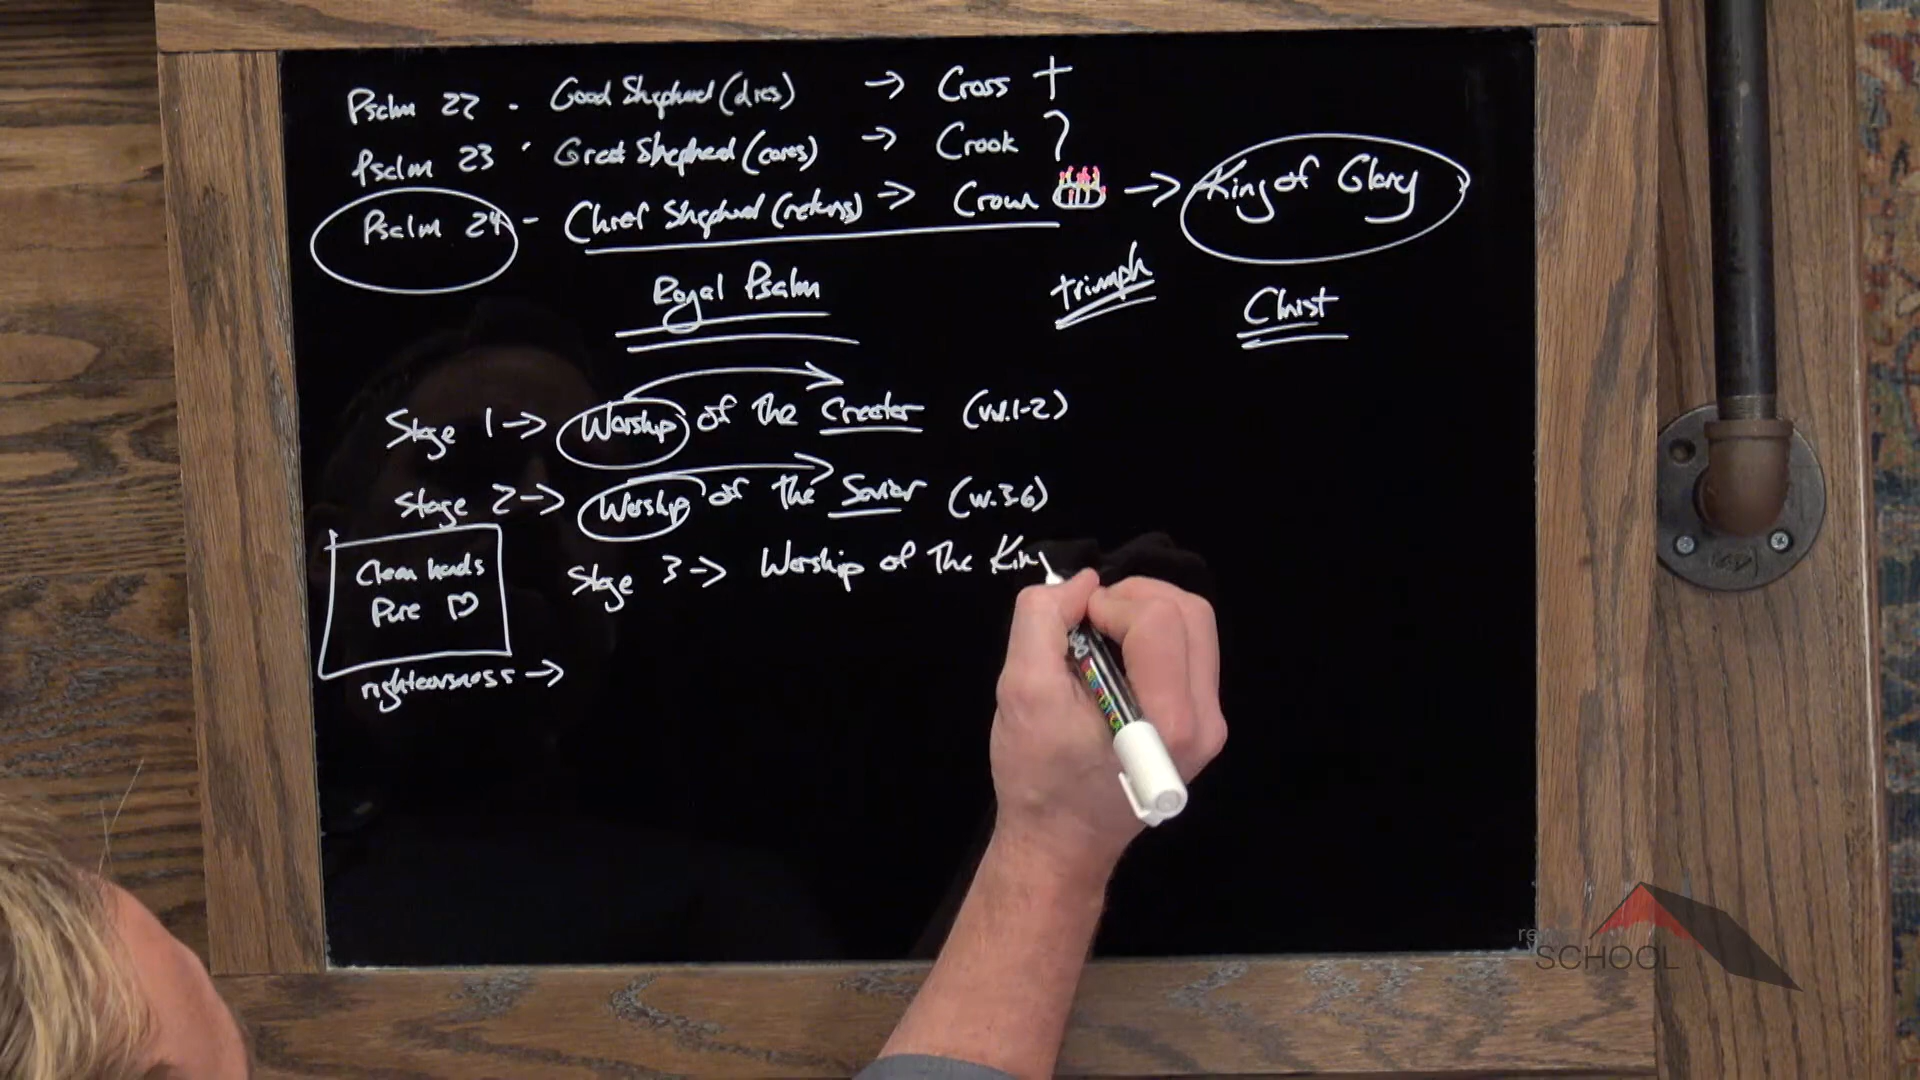 Psalm 22 - Good Shepherd (dies) → Cross
Psalm 23 - Great Shepherd (cares) → Crook
Psalm 24 - Chief Shepherd (returns) → Crown → King of Glory
Royal Psalm
triumph
Christ
Stage 1 → Worship of the Creator (vv.1-2)
Stage 2 → Worship of the Savior (vv.3-6)
Clean hands
Pure ♡
righteousness →
Stage 3 → Worship of The Kin
SCHOOL